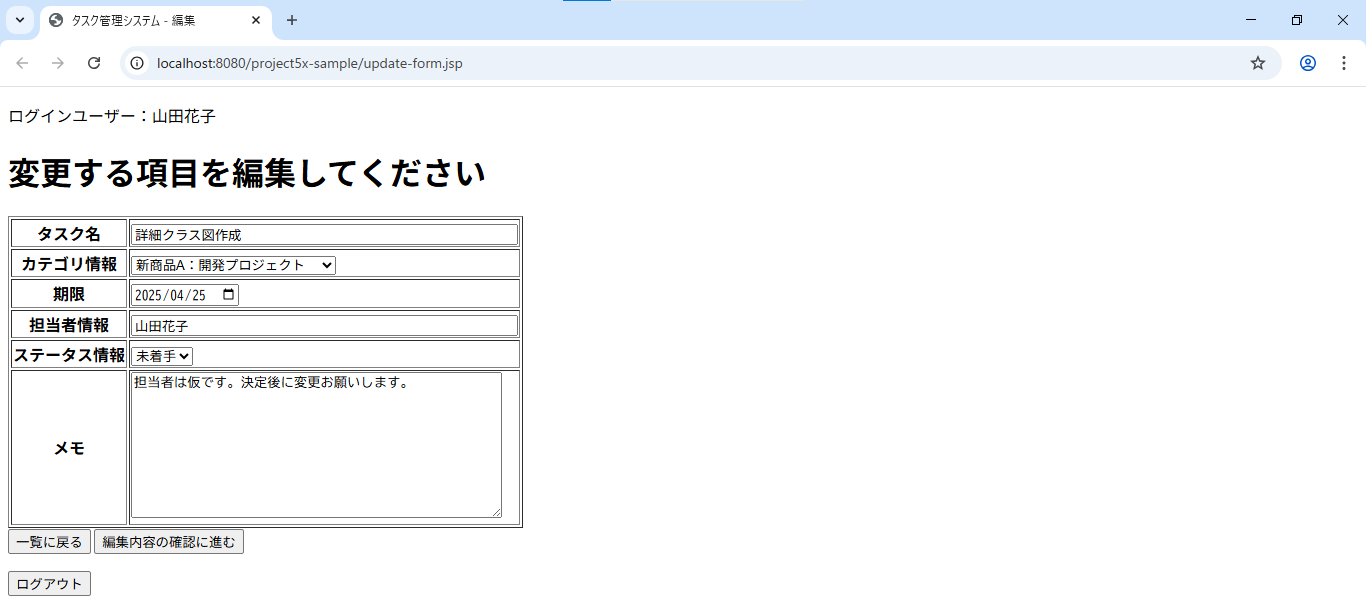 タスク管理システム - 編集
localhost:8080/project5x-sample/update-form.jsp
ログインユーザー：山田花子
変更する項目を編集してください
タスク名 詳細クラス図作成
カテゴリ情報 新商品A：開発プロジェクト
期限 2025/04/25
担当者情報 山田花子
ステータス情報 未着手
メモ 担当者は仮です。決定後に変更お願いします。
一覧に戻る 編集内容の確認に進む
ログアウト